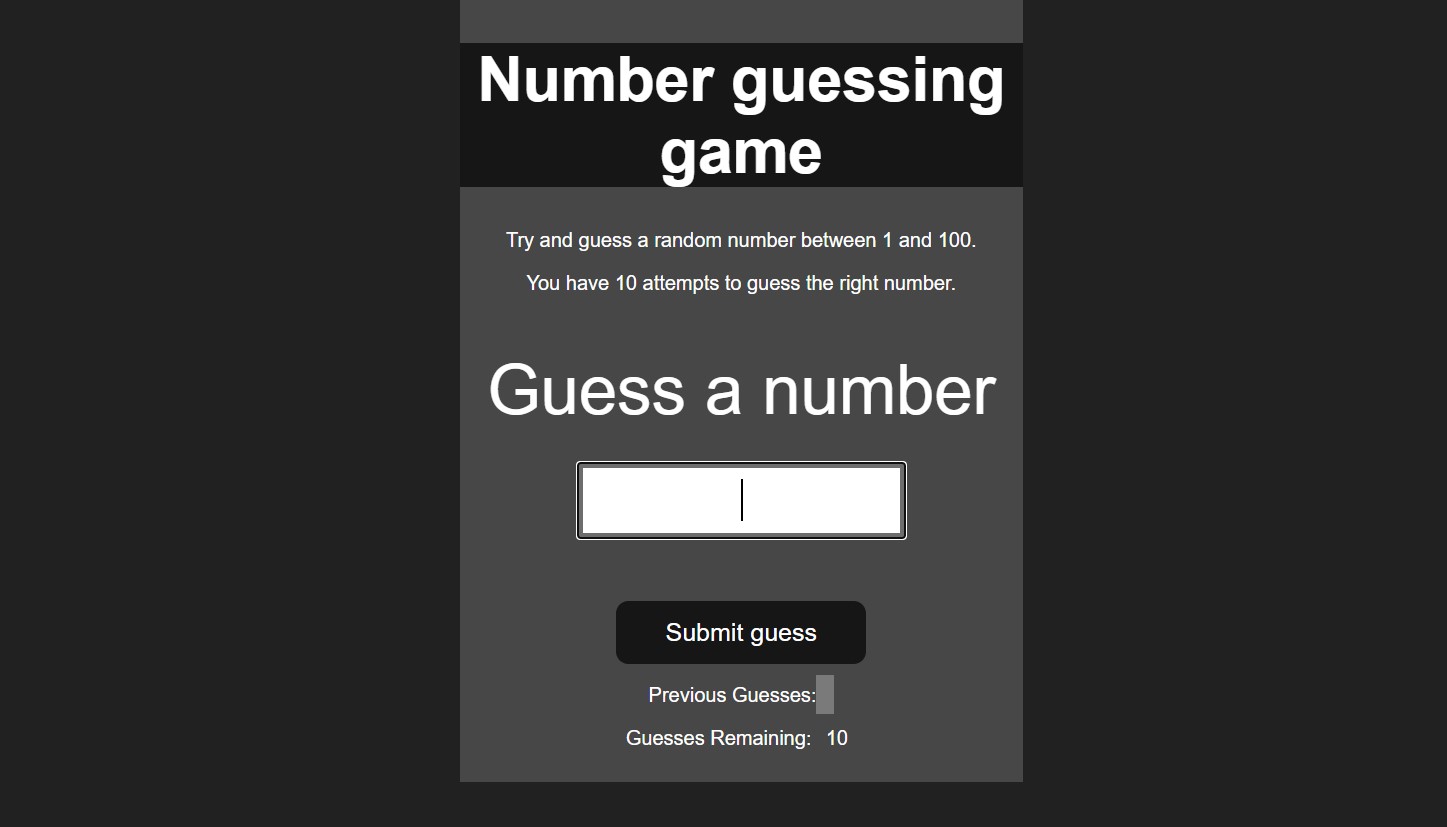 Number guessing
game
Try and guess a random number between 1 and 100.
You have 10 attempts to guess the right number.
Guess a number
Submit guess
Previous Guesses:
Guesses Remaining: 10